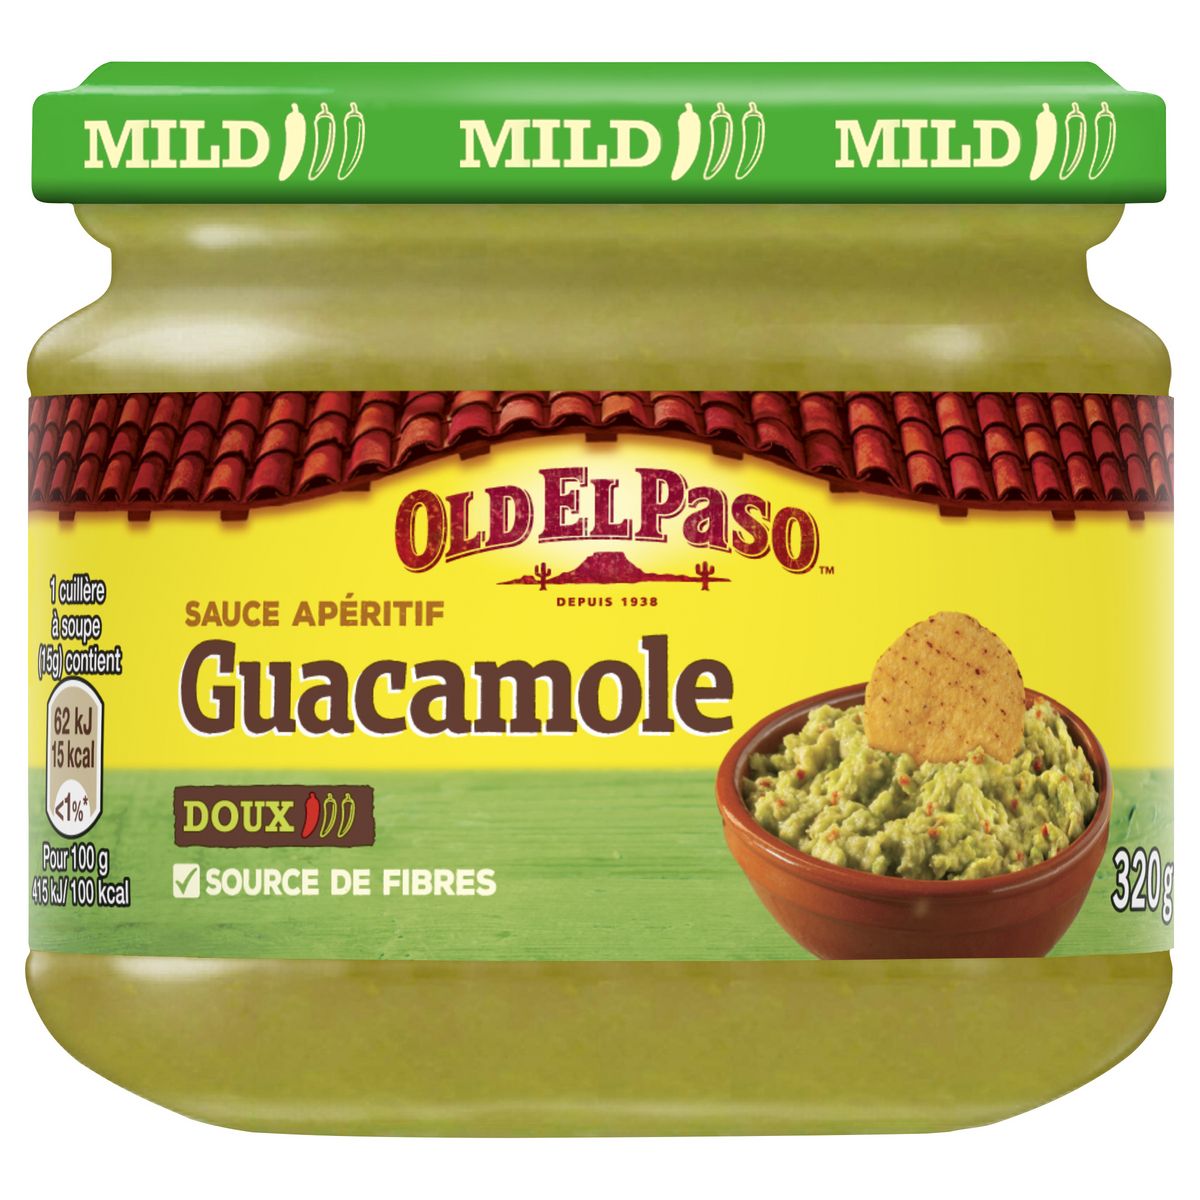 MILD MILD MILD
OLD EL PASO™
DEPUIS 1938
SAUCE APÉRITIF
Guacamole
DOUX
SOURCE DE FIBRES
1 cuillère
à soupe
(15g) contient
62 kJ
15 kcal
<1%*
Pour 100 g
415 kJ/ 100 kcal
320g